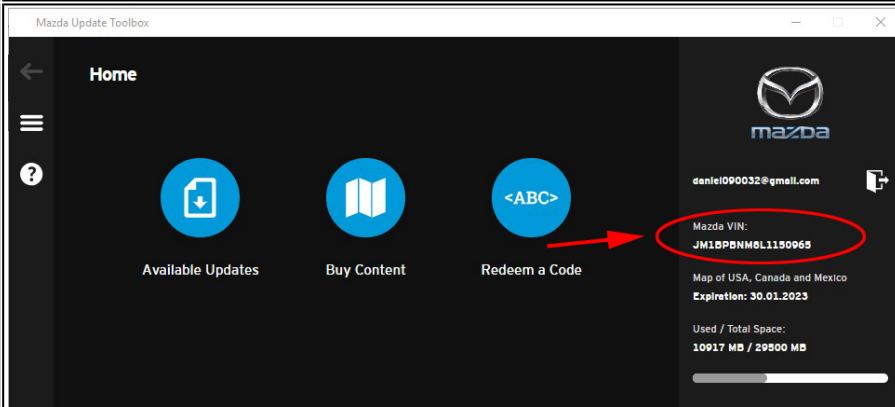 Mazda Update Toolbox
Home
?
<ABC>
Available Updates
Buy Content
Redeem a Code
mazda
daniel090032@gmail.com
Mazda VIN:
JM1BPBNM8L1150965
Map of USA, Canada and Mexico
Expiration: 30.01.2023
Used / Total Space:
10917 MB / 29500 MB